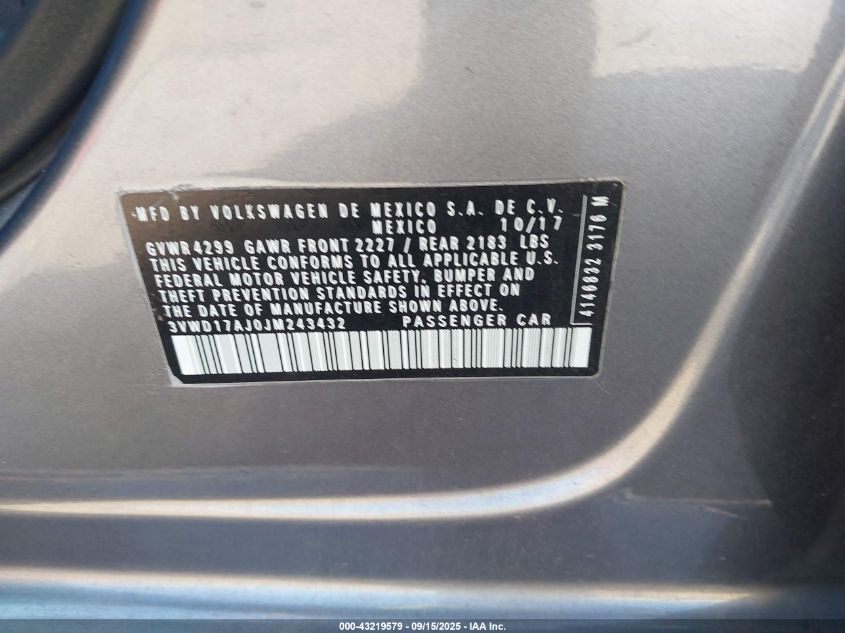 MFD BY VOLKSWAGEN DE MEXICO S.A. DE C.V.
MEXICO 10/17
GVWR 4299 GAWR FRONT 2227 / REAR 2183 LBS
THIS VEHICLE CONFORMS TO ALL APPLICABLE U.S.
FEDERAL MOTOR VEHICLE SAFETY, BUMPER AND
THEFT PREVENTION STANDARDS IN EFFECT ON
THE DATE OF MANUFACTURE SHOWN ABOVE.
3VWD17AJ0JM243432 PASSENGER CAR
4146832 3176 M
000-43219579 - 09/15/2025 - IAA Inc.